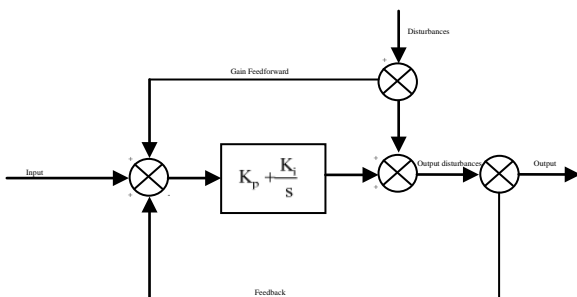 Disturbances
+
Gain Feedforward
+
+
Input
K_p + K_i/s
Output disturbances
Output
+
-
+
Feedback